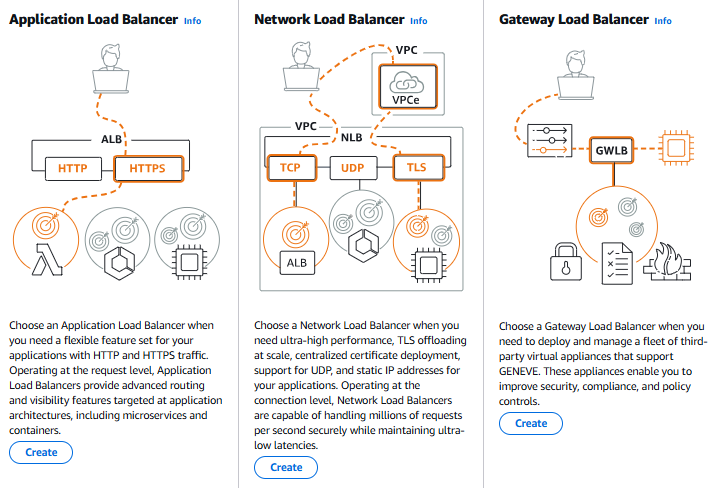 Application Load Balancer Info
ALB
HTTP
HTTPS
Choose an Application Load Balancer when
you need a flexible feature set for your
applications with HTTP and HTTPS traffic.
Operating at the request level, Application
Load Balancers provide advanced routing
and visibility features targeted at application
architectures, including microservices and
containers.
Create
Network Load Balancer Info
VPC
VPCe
VPC
NLB
TCP
UDP
TLS
ALB
Choose a Network Load Balancer when you
need ultra-high performance, TLS offloading
at scale, centralized certificate deployment,
support for UDP, and static IP addresses for
your applications. Operating at the
connection level, Network Load Balancers
are capable of handling millions of requests
per second securely while maintaining ultra-
low latencies.
Create
Gateway Load Balancer Info
GWLB
Choose a Gateway Load Balancer when you
need to deploy and manage a fleet of third-
party virtual appliances that support
GENEVE. These appliances enable you to
improve security, compliance, and policy
controls.
Create